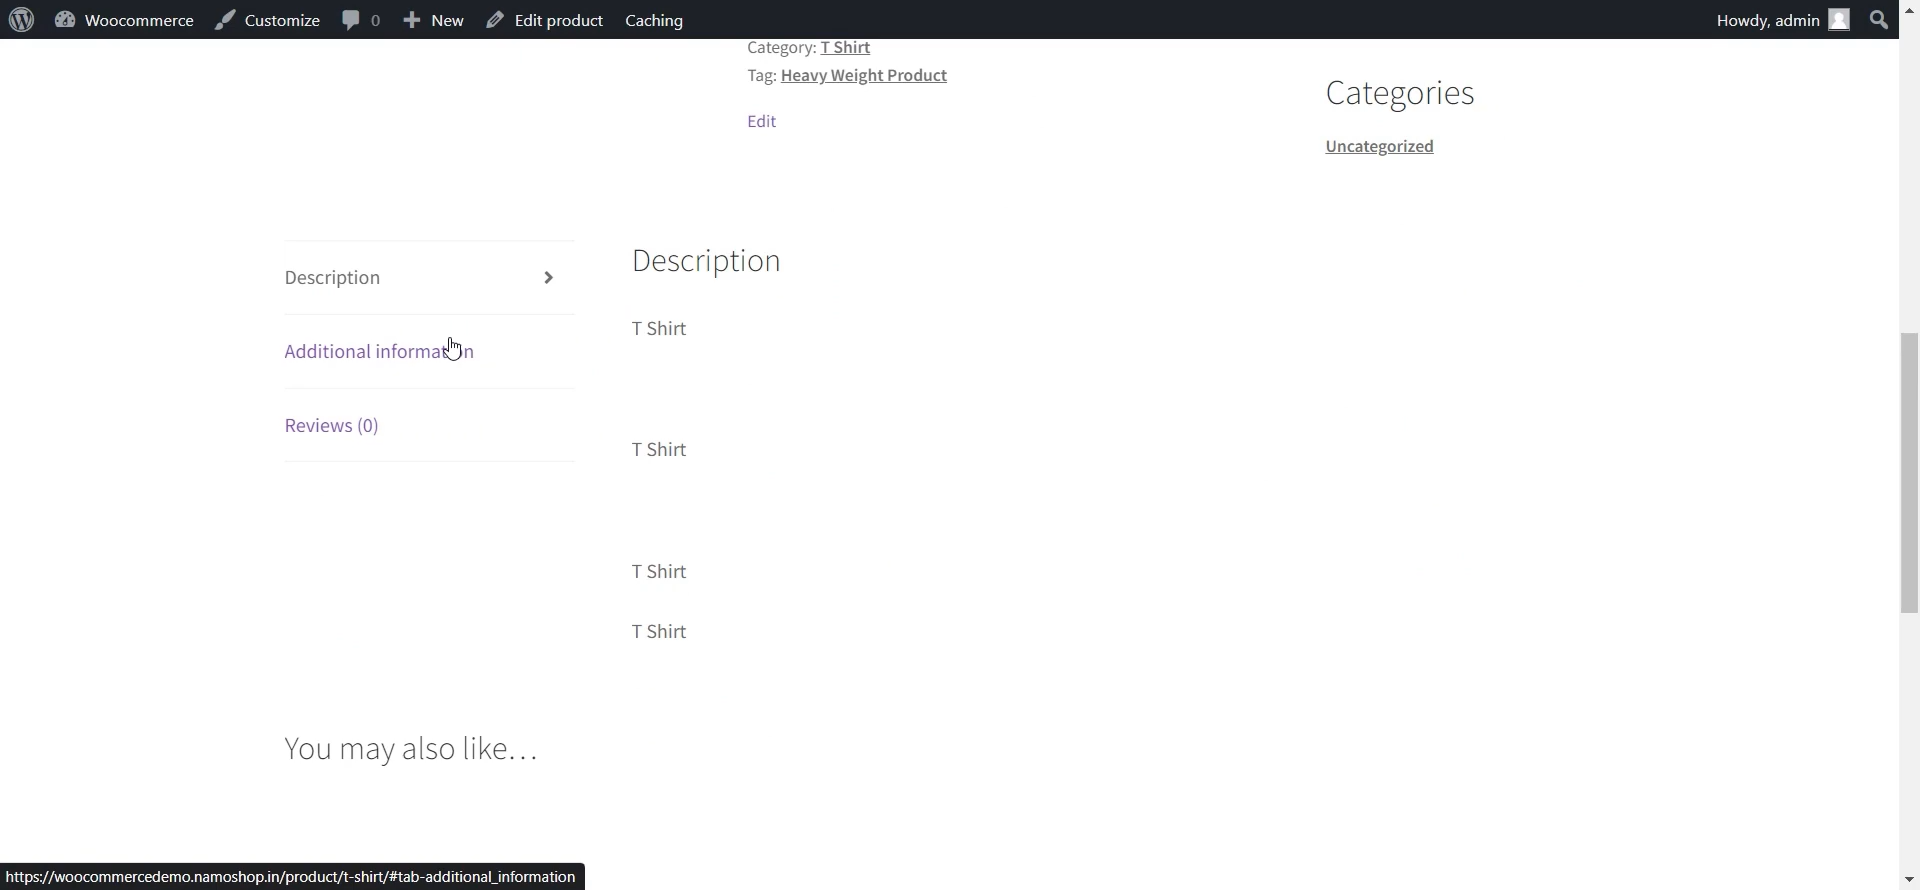 Woocommerce Customize 0 New Edit product Caching Howdy, admin
Category: T Shirt
Tag: Heavy Weight Product
Edit
Categories
Uncategorized
Description
Additional information
Reviews (0)
Description
T Shirt
T Shirt
T Shirt
T Shirt
You may also like...
https://woocommercedemo.namoshop.in/product/t-shirt/#tab-additional_information